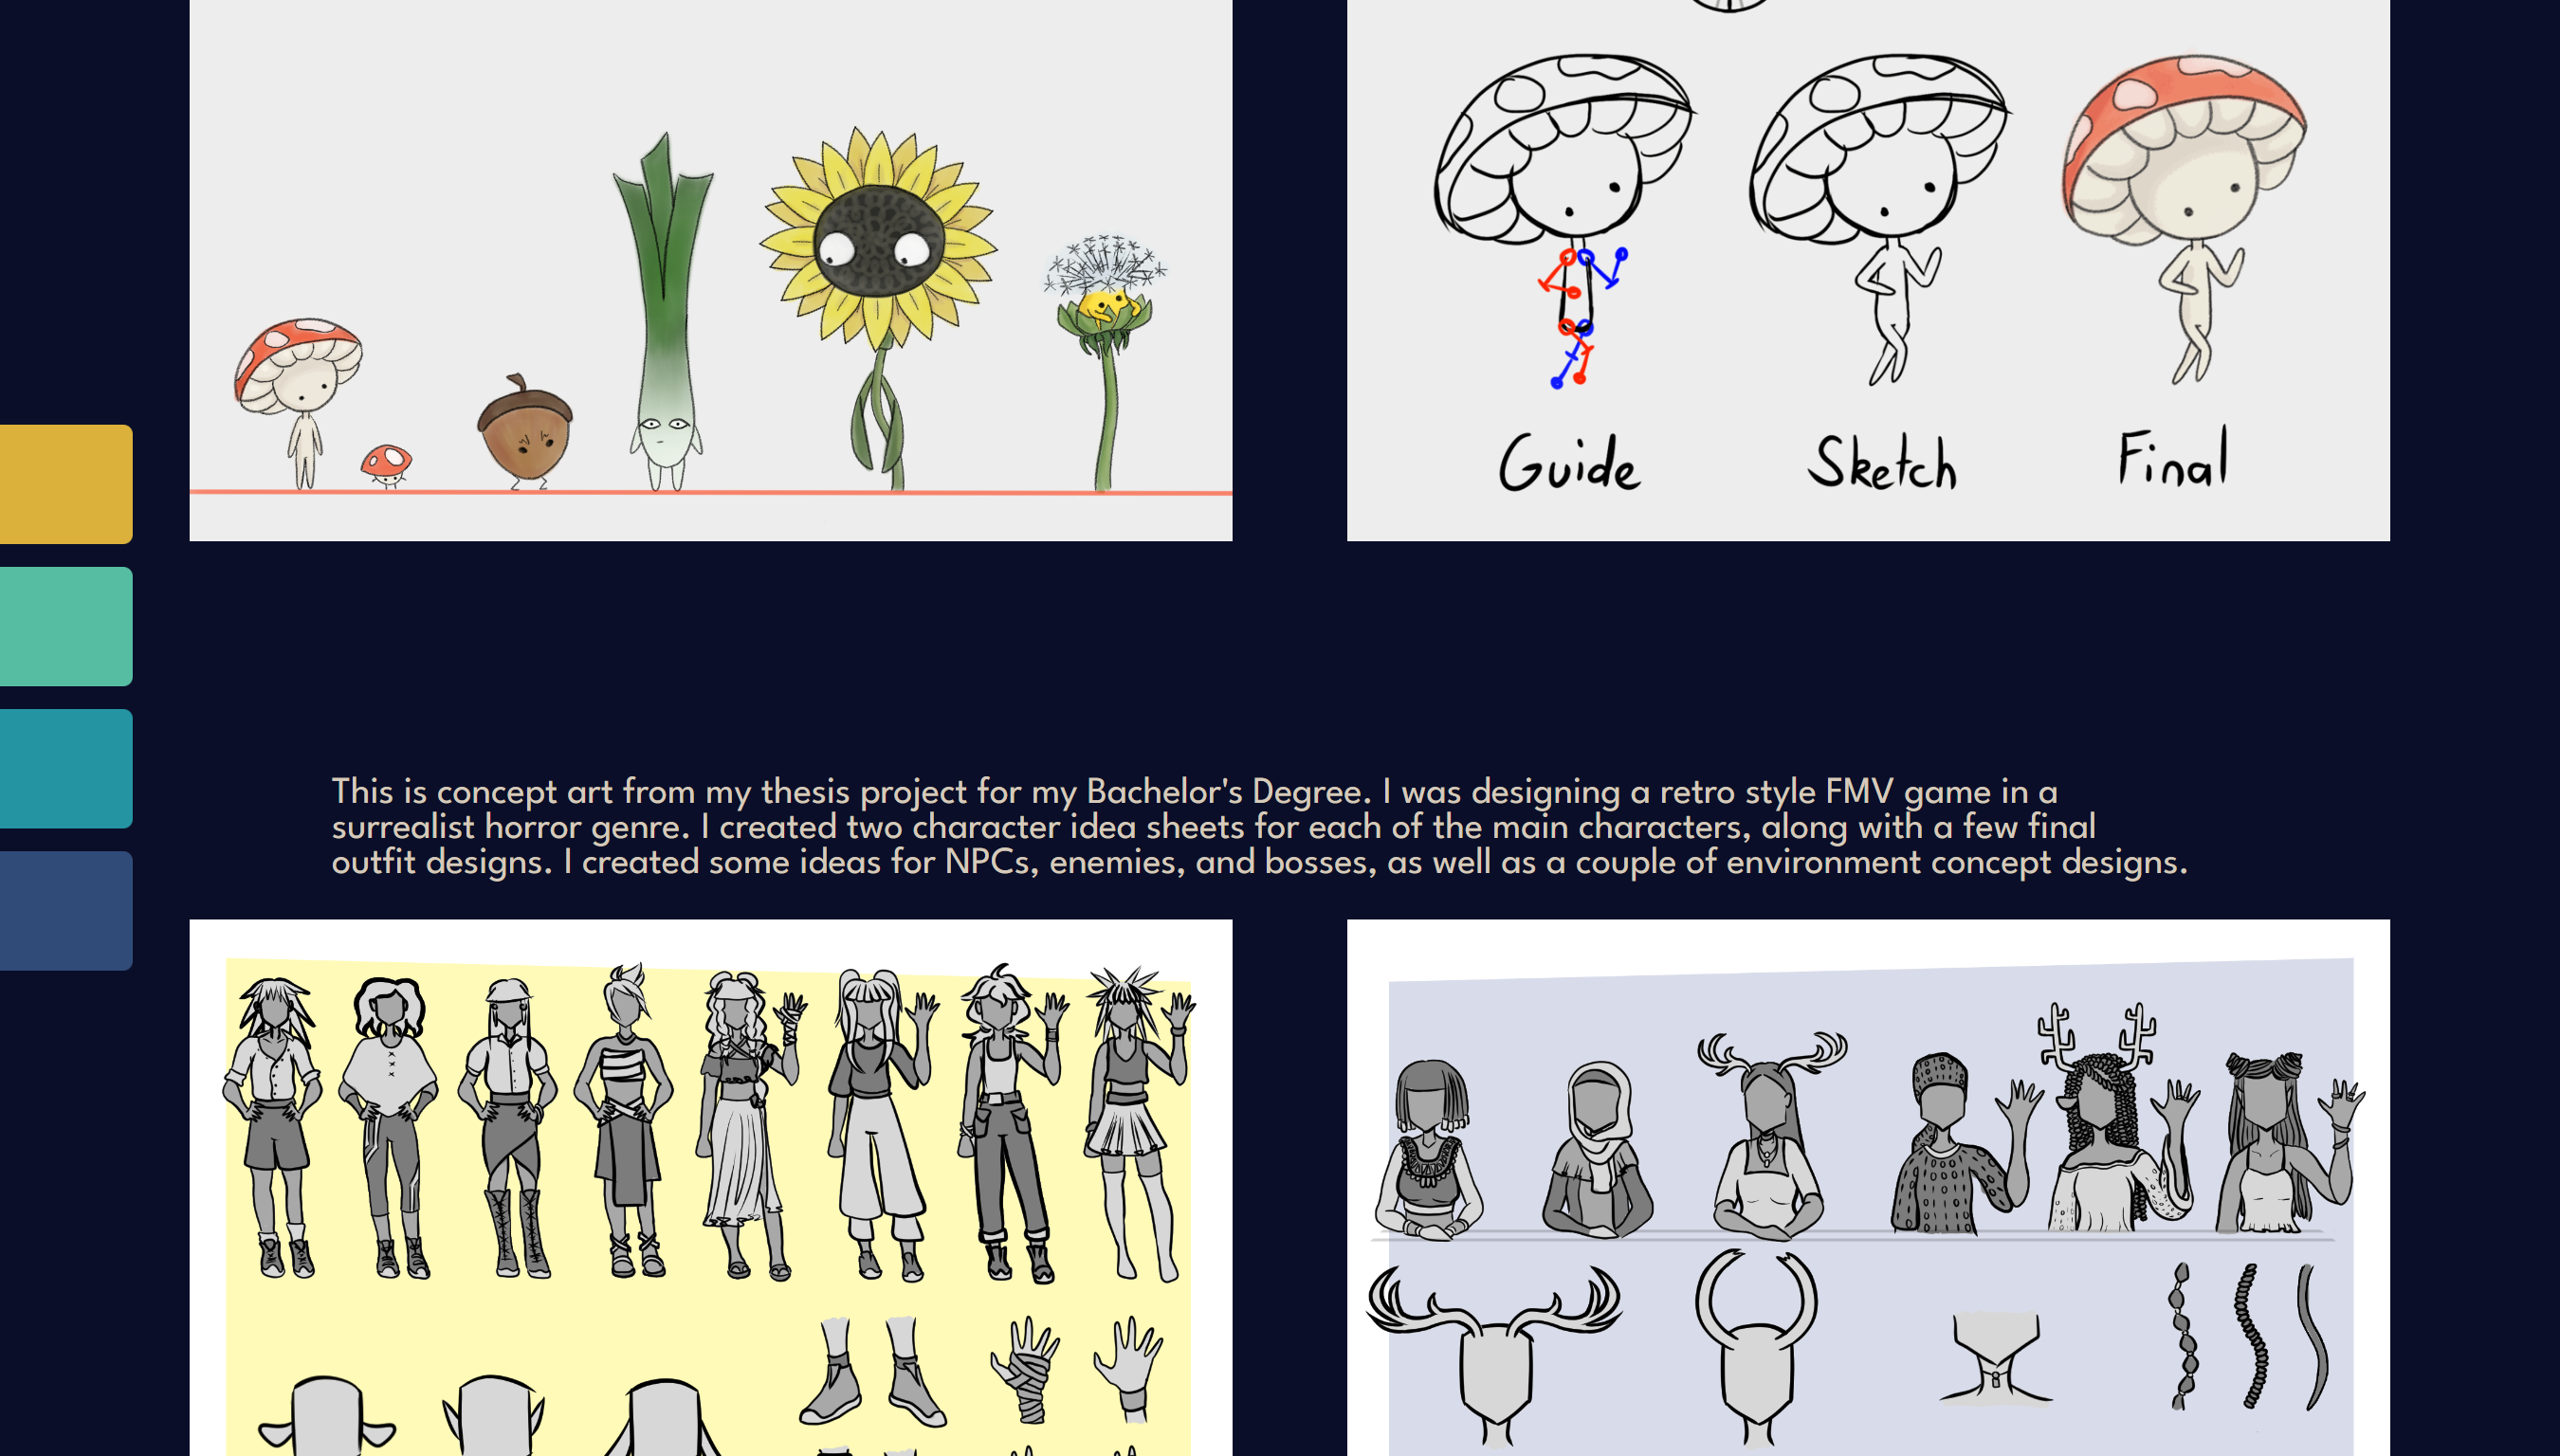 Guide Sketch Final
This is concept art from my thesis project for my Bachelor's Degree. I was designing a retro style FMV game in a
surrealist horror genre. I created two character idea sheets for each of the main characters, along with a few final
outfit designs. I created some ideas for NPCs, enemies, and bosses, as well as a couple of environment concept designs.